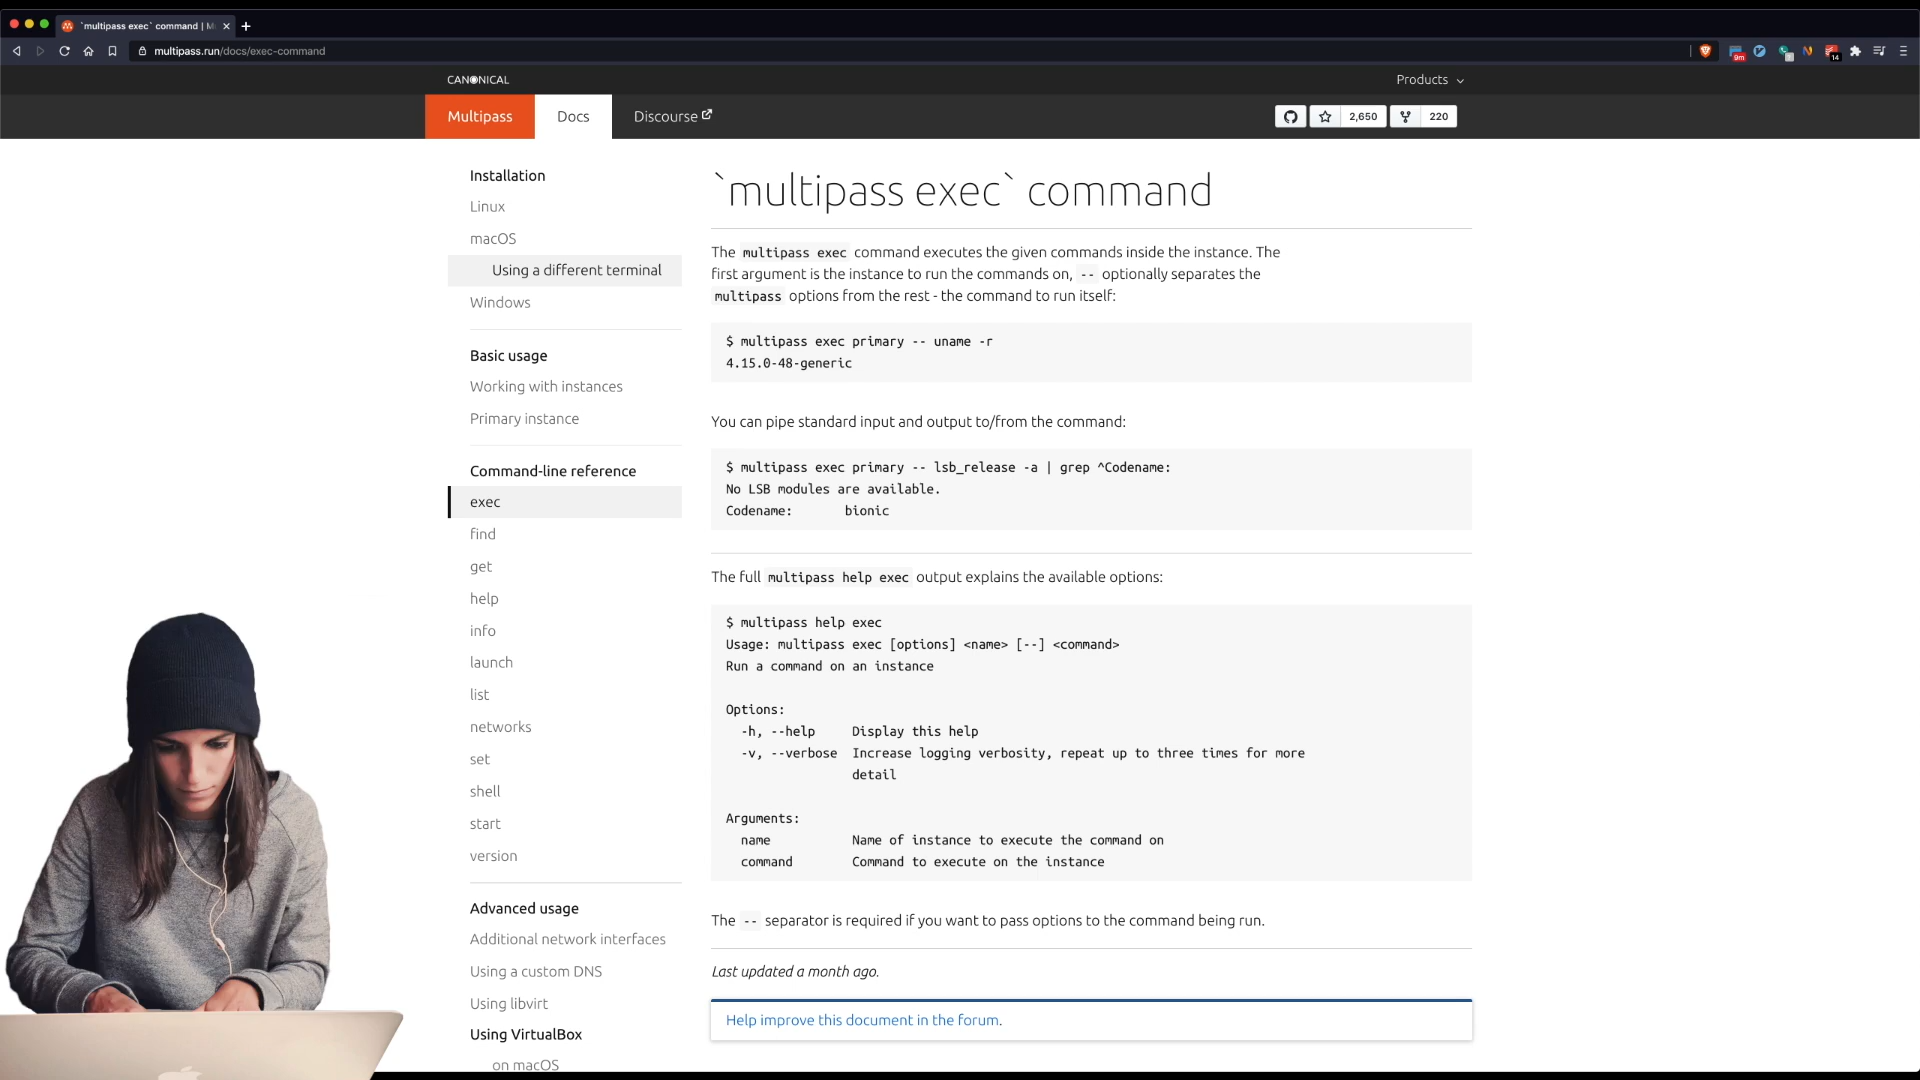 `multipass exec` command | M
multipass.run/docs/exec-command
9m
14
CANONICAL
Products
Multipass
Docs
Discourse
2,650
220
Installation
Linux
macOS
Using a different terminal
Windows
Basic usage
Working with instances
Primary instance
Command-line reference
exec
find
get
help
info
launch
list
networks
set
shell
start
version
Advanced usage
Additional network interfaces
Using a custom DNS
Using libvirt
Using VirtualBox
on macOS
`multipass exec` command
The multipass exec command executes the given commands inside the instance. The
first argument is the instance to run the commands on, -- optionally separates the
multipass options from the rest - the command to run itself:
$ multipass exec primary -- uname -r
4.15.0-48-generic
You can pipe standard input and output to/from the command:
$ multipass exec primary -- lsb_release -a | grep ^Codename:
No LSB modules are available.
Codename:       bionic
The full multipass help exec output explains the available options:
$ multipass help exec
Usage: multipass exec [options] <name> [--] <command>
Run a command on an instance
Options:
-h, --help     Display this help
-v, --verbose  Increase logging verbosity, repeat up to three times for more
detail
Arguments:
name           Name of instance to execute the command on
command        Command to execute on the instance
The -- separator is required if you want to pass options to the command being run.
Last updated a month ago.
Help improve this document in the forum.